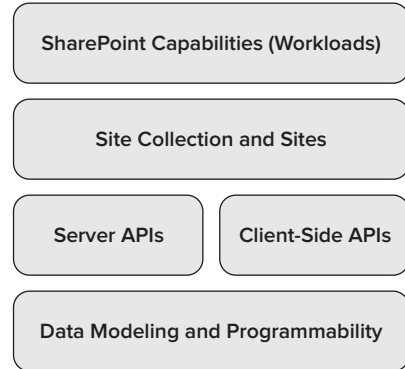 SharePoint Capabilities (Workloads)
Site Collection and Sites
Server APIs
Client-Side APIs
Data Modeling and Programmability